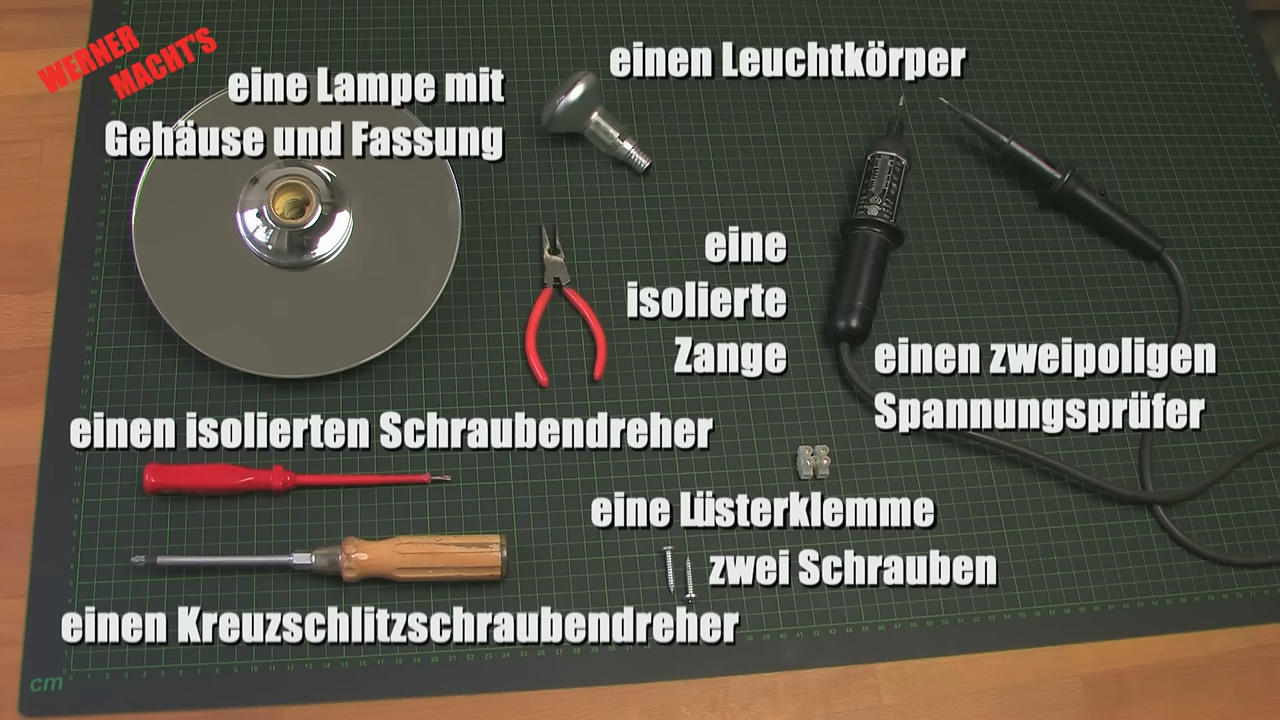 WERNER
MACHT'S
eine Lampe mit
Gehäuse und Fassung
einen Leuchtkörper
eine
isolierte
Zange
einen zweipoligen
Spannungsprüfer
einen isolierten Schraubendreher
eine Lüsterklemme
zwei Schrauben
einen Kreuzschlitzschraubendreher
cm